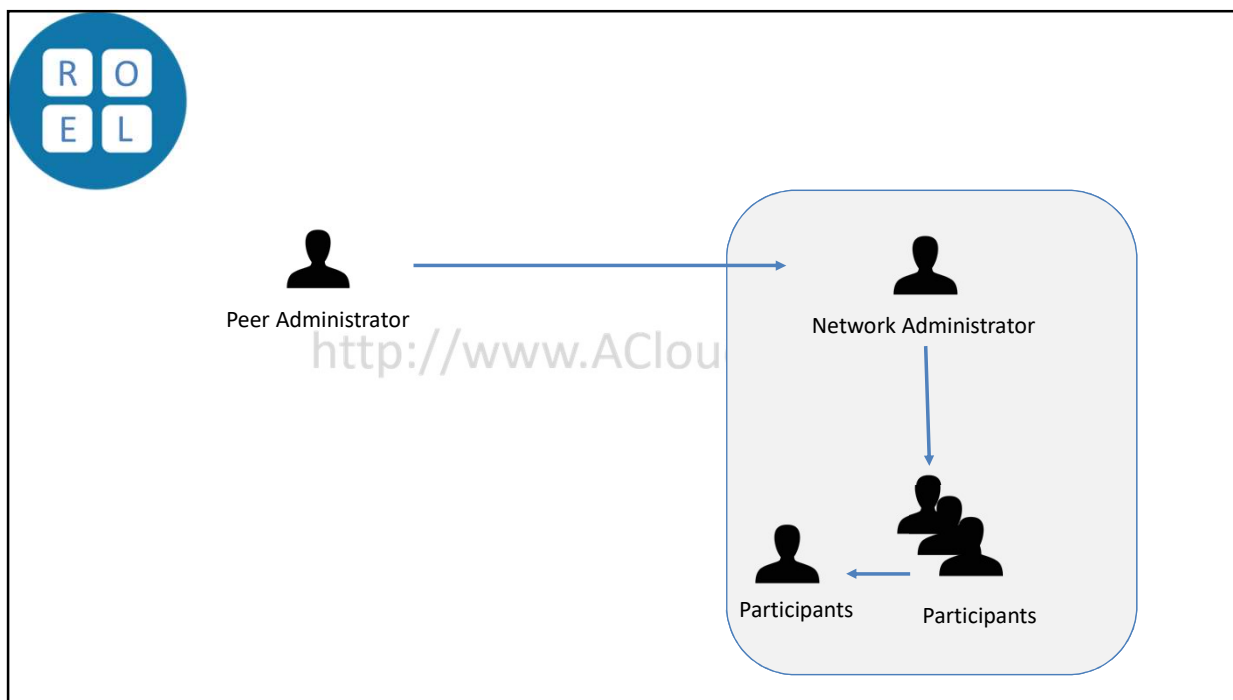 R O
E L
Peer Administrator
Network Administrator
http://www.AClou
Participants
Participants